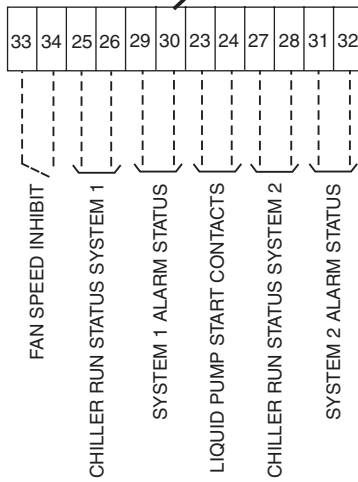 33 34 25 26 29 30 23 24 27 28 31 32
FAN SPEED INHIBIT
CHILLER RUN STATUS SYSTEM 1
SYSTEM 1 ALARM STATUS
LIQUID PUMP START CONTACTS
CHILLER RUN STATUS SYSTEM 2
SYSTEM 2 ALARM STATUS